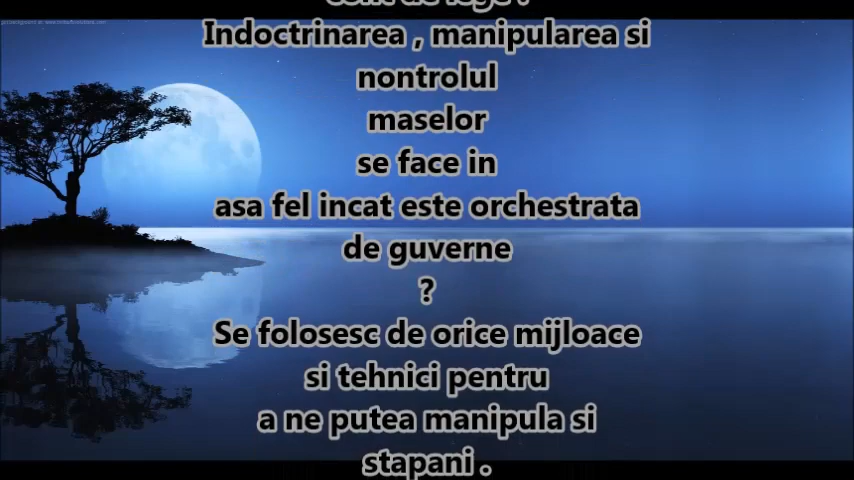 Indoctrinarea , manipularea si
nontrolul
maselor
se face in
asa fel incat este orchestrata
de guverne
?
Se folosesc de orice mijloace
si tehnici pentru
a ne putea manipula si
stapani .